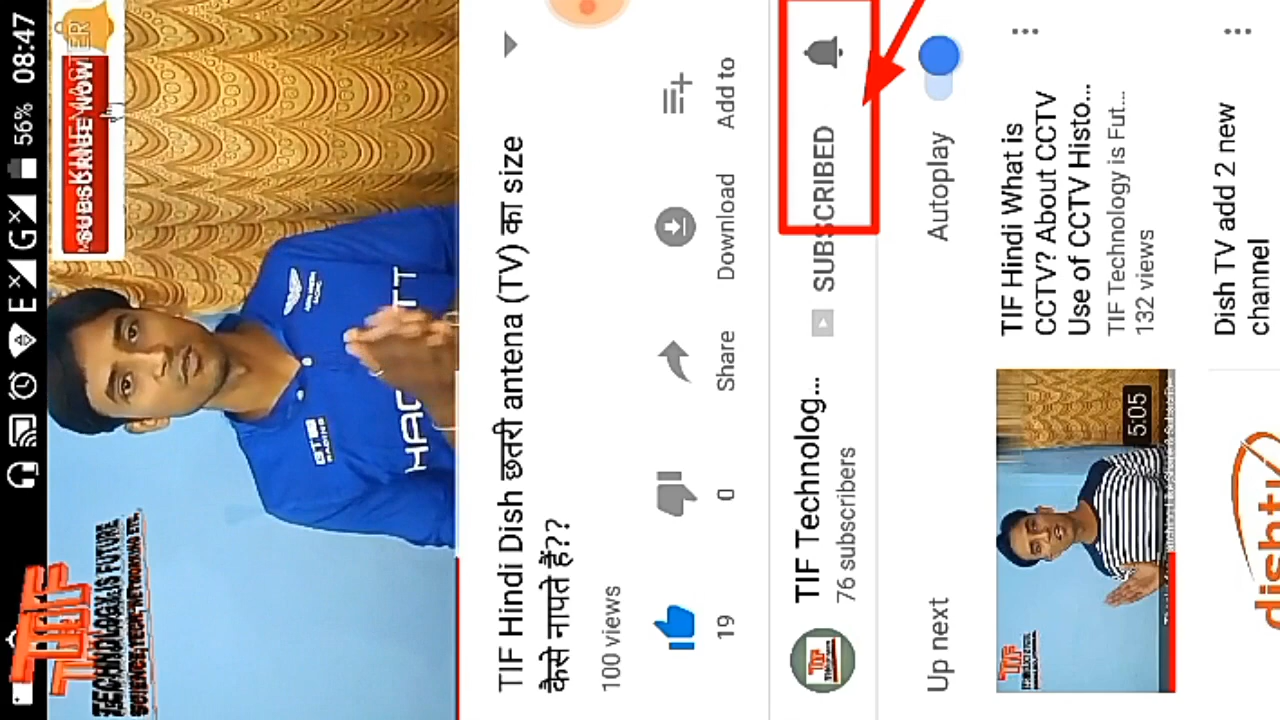 56% 08:47
E G
SUBSCRIBE NOW
TIF
TECHNOLOGY IS FUTURE
TIF Hindi Dish छतरी antena (TV) का size
कैसे नापते हैं??
100 views
19
0
Share
Download
Add to
TIF Technolog...
76 subscribers
SUBSCRIBED
Up next
Autoplay
TIF Hindi What is
CCTV? About CCTV
Use of CCTV Histo...
TIF Technology is Fut...
132 views
5:05
TIF
Dish TV add 2 new
channel
dishtv